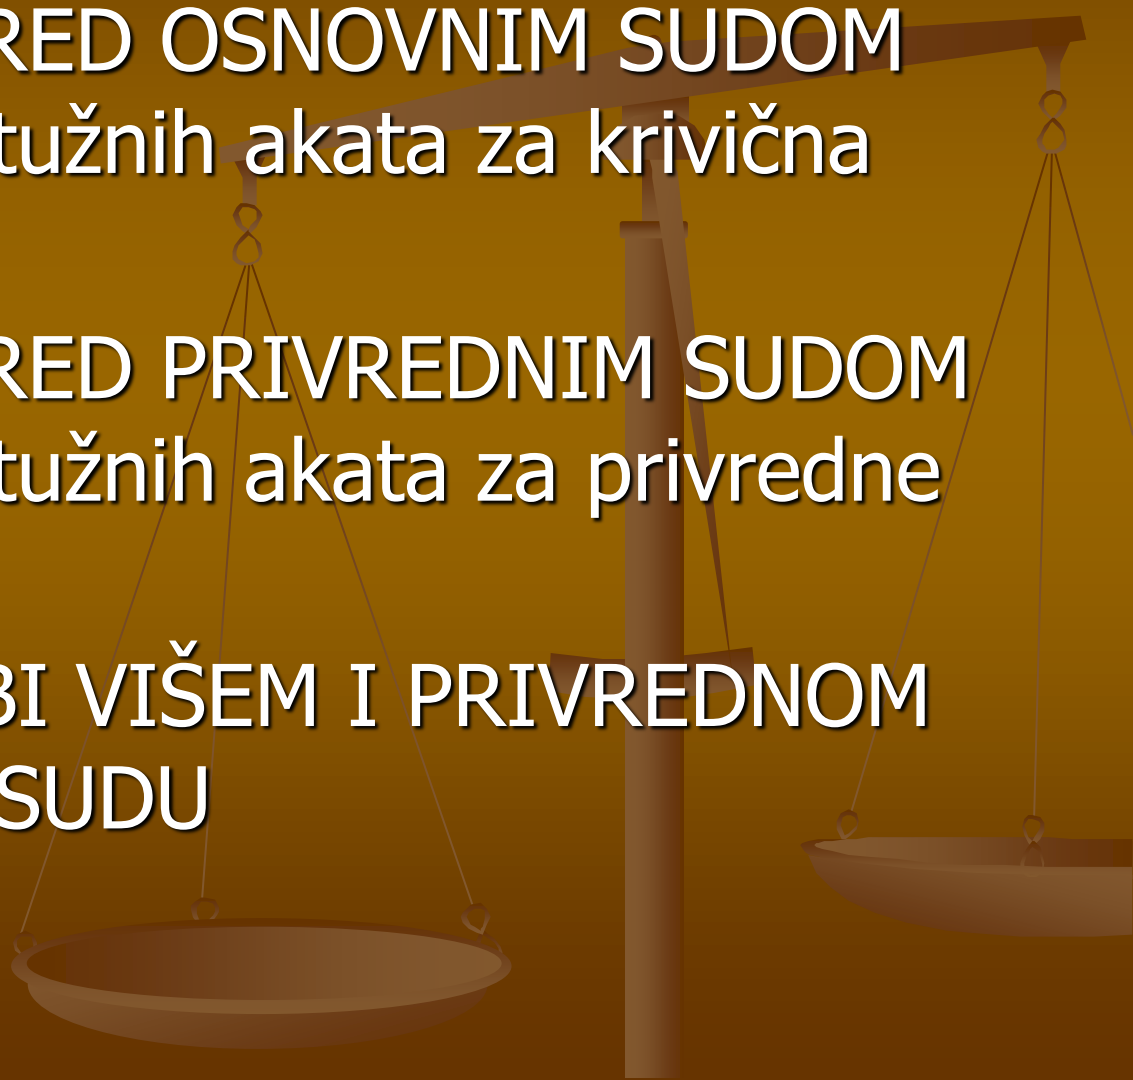 RED OSNOVNIM SUDOM
tužnih akata za krivična
RED PRIVREDNIM SUDOM
tužnih akata za privredne
BI VIŠEM I PRIVREDNOM
SUDU